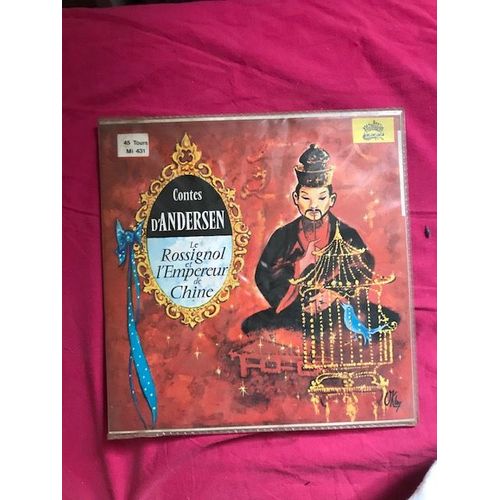 45 Tours
Mi 431
Contes
D'ANDERSEN
Le
Rossignol
et
l'Empereur
de
Chine